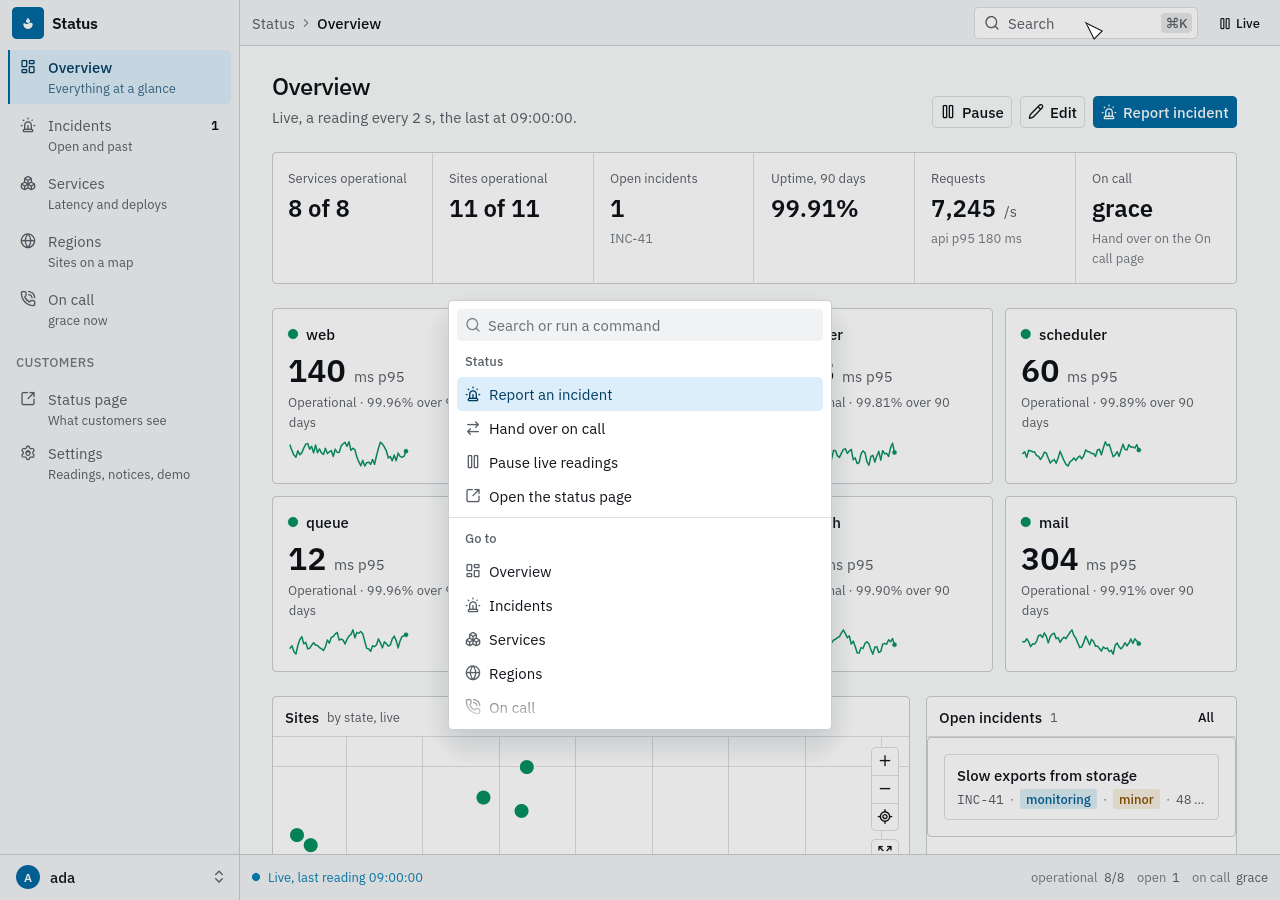 Status
Overview
Everything at a glance
Incidents 1
Open and past
Services
Latency and deploys
Regions
Sites on a map
On call
grace now
CUSTOMERS
Status page
What customers see
Settings
Readings, notices, demo
A ada
Status > Overview
Search ⌘K
Live
Overview
Live, a reading every 2 s, the last at 09:00:00.
Pause
Edit
Report incident
Services operational
8 of 8
Sites operational
11 of 11
Open incidents
1
INC-41
Uptime, 90 days
99.91%
Requests
7,245 /s
api p95 180 ms
On call
grace
Hand over on the On
call page
web
140 ms p95
Operational · 99.96% over
days
er
ms p95
99.81% over 90
scheduler
60 ms p95
Operational · 99.89% over 90
days
queue
12 ms p95
Operational · 99.96% over
days
h
ms p95
99.90% over 90
mail
304 ms p95
Operational · 99.91% over 90
days
Search or run a command
Status
Report an incident
Hand over on call
Pause live readings
Open the status page
Go to
Overview
Incidents
Services
Regions
On call
Sites by state, live
+
−
Open incidents 1
All
Slow exports from storage
INC-41 · monitoring · minor · 48…
Live, last reading 09:00:00
operational 8/8 open 1 on call grace